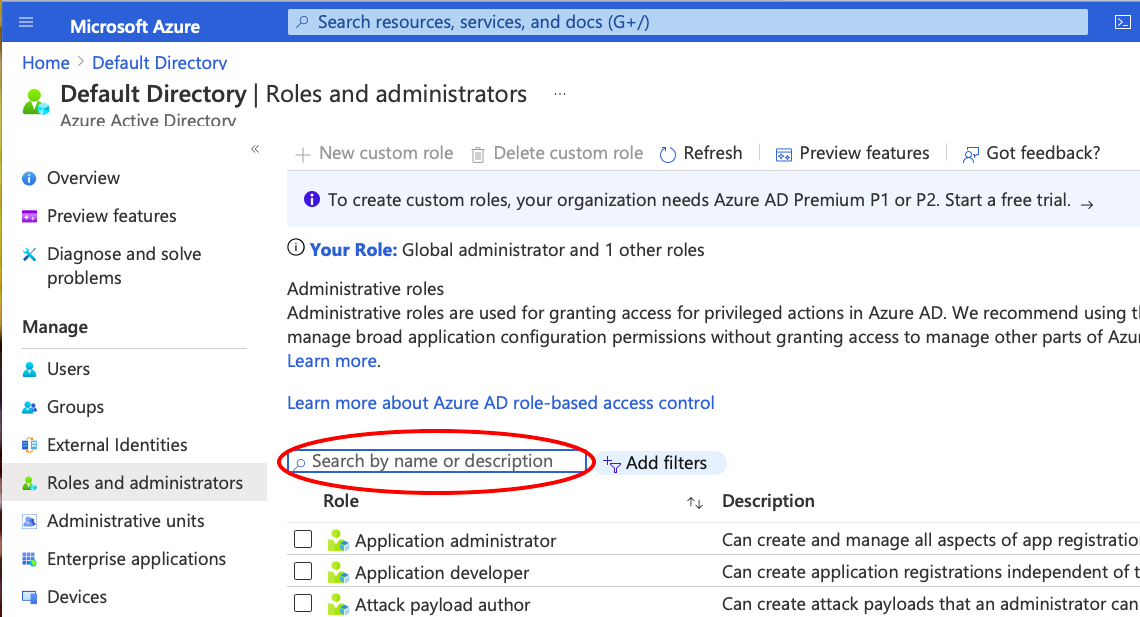 Microsoft Azure
Search resources, services, and docs (G+/)
Home > Default Directory
Default Directory | Roles and administrators ...
Azure Active Directory
«
Overview
Preview features
Diagnose and solve
problems
Manage
Users
Groups
External Identities
Roles and administrators
Administrative units
Enterprise applications
Devices
New custom role Delete custom role Refresh Preview features Got feedback?
To create custom roles, your organization needs Azure AD Premium P1 or P2. Start a free trial. →
Your Role: Global administrator and 1 other roles
Administrative roles
Administrative roles are used for granting access for privileged actions in Azure AD. We recommend using
manage broad application configuration permissions without granting access to manage other parts of Azu
Learn more.
Learn more about Azure AD role-based access control
Search by name or description Add filters
Role ↑↓ Description
Application administrator Can create and manage all aspects of app registratio
Application developer Can create application registrations independent of t
Attack payload author Can create attack payloads that an administrator can